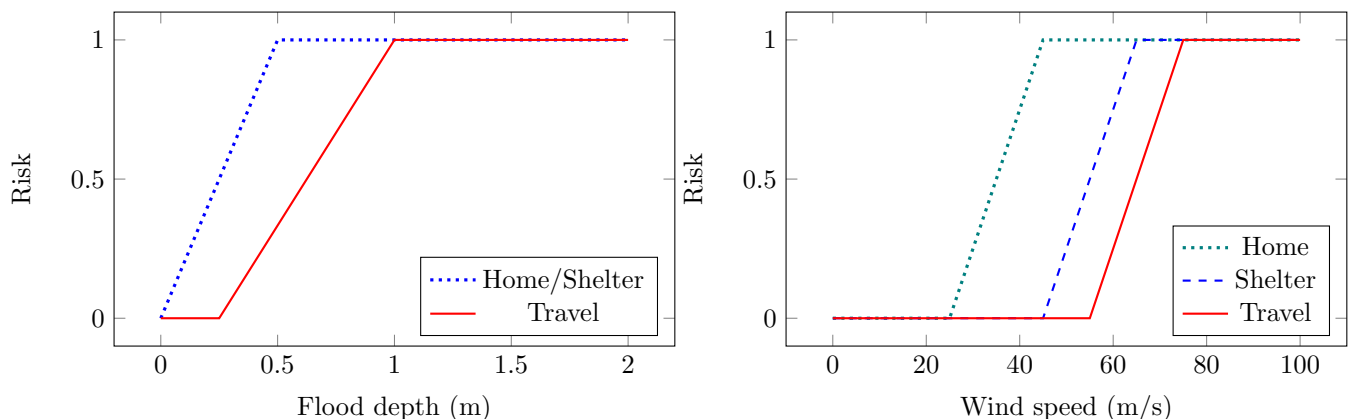 1
0.5
0
Risk
0
0.5
1
1.5
2
Flood depth (m)
Home/Shelter
Travel
1
0.5
0
Risk
0
20
40
60
80
100
Wind speed (m/s)
Home
Shelter
Travel